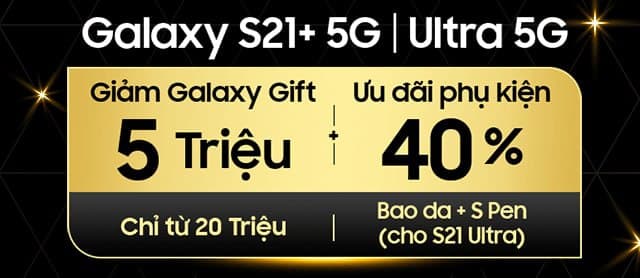 Galaxy S21+ 5G | Ultra 5G
Giảm Galaxy Gift
5 Triệu
+
Ưu đãi phụ kiện
40%
Chỉ từ 20 Triệu
Bao da + S Pen
(cho S21 Ultra)